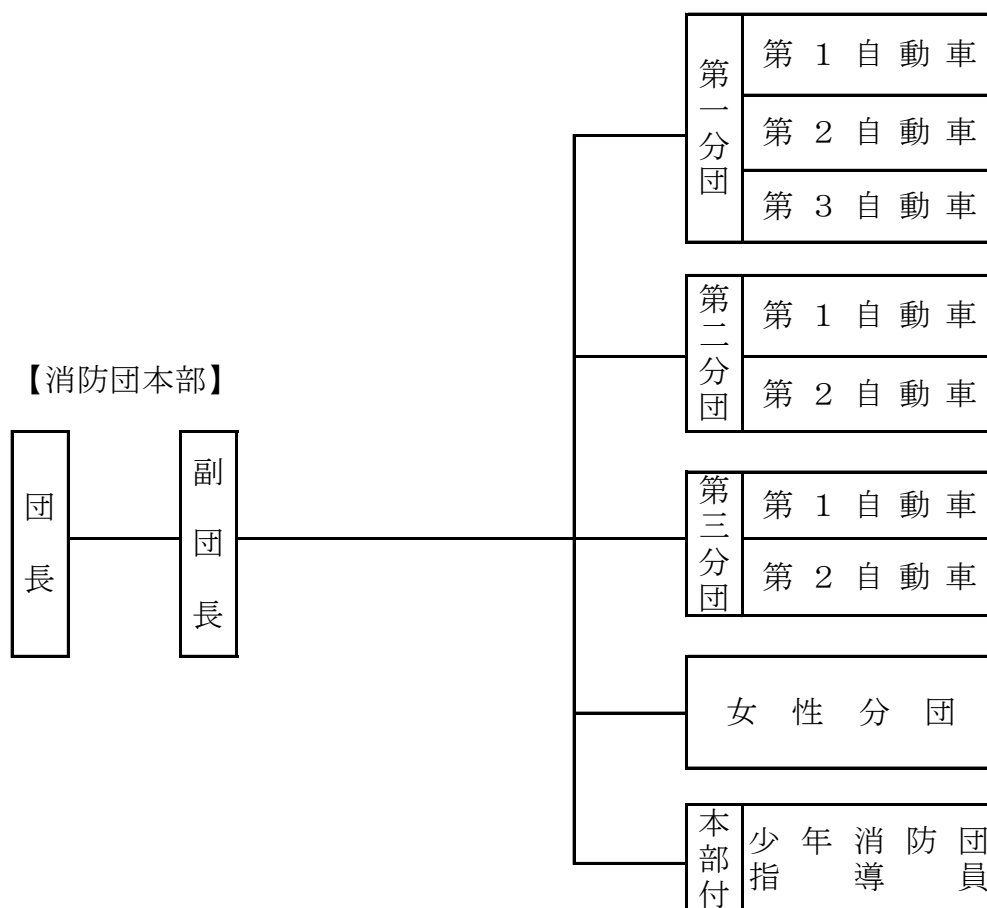 【消防団本部】
団長
副団長
第一分団
第１自動車
第２自動車
第３自動車
第二分団
第１自動車
第２自動車
第三分団
第１自動車
第２自動車
女性分団
本部付
少年消防団
指導員